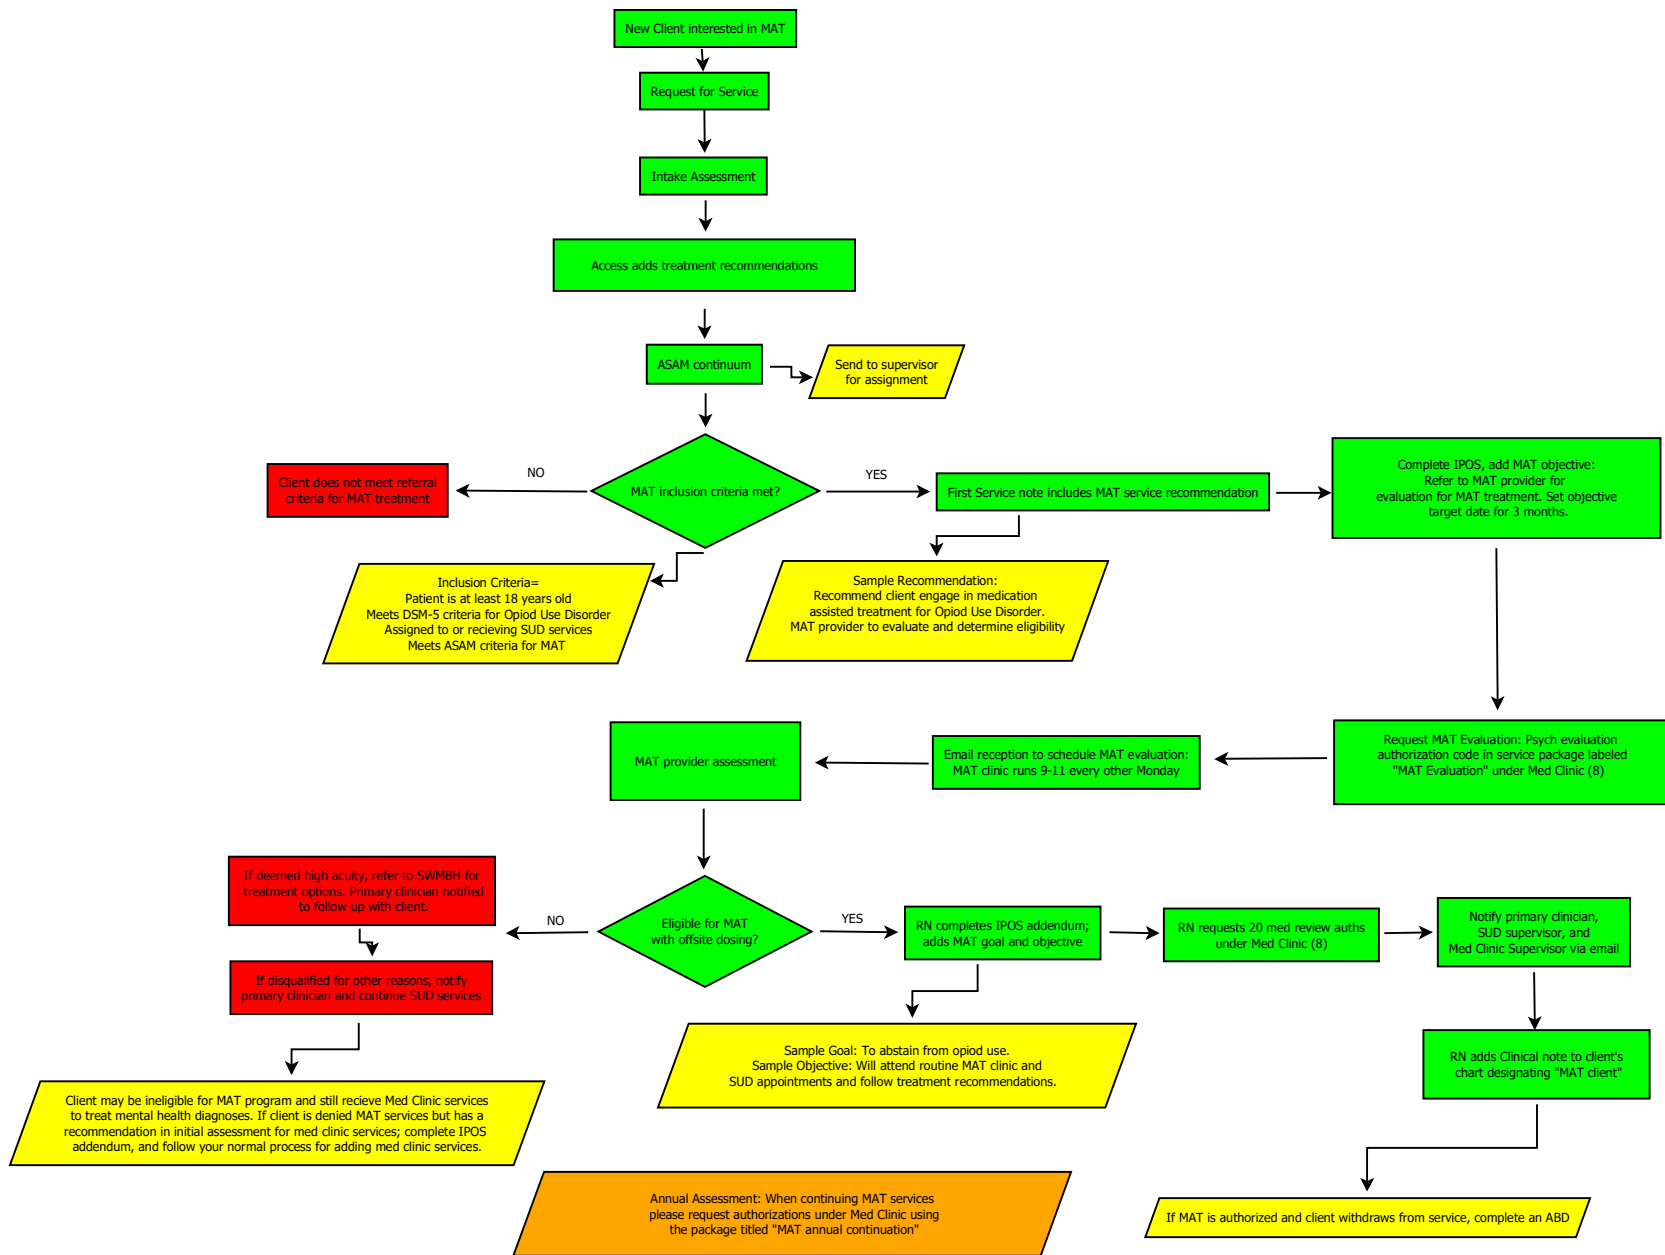 New Client interested in MAT
Request for Service
Intake Assessment
Access adds treatment recommendations
ASAM continuum
Send to supervisor
for assignment
MAT inclusion criteria met?
NO
YES
Client does not meet referral
criteria for MAT treatment
First Service note includes MAT service recommendation
Complete IPOS, add MAT objective:
Refer to MAT provider for
evaluation for MAT treatment. Set objective
target date for 3 months.
Inclusion Criteria=
Patient is at least 18 years old
Meets DSM-5 criteria for Opiod Use Disorder
Assigned to or recieving SUD services
Meets ASAM criteria for MAT
Sample Recommendation:
Recommend client engage in medication
assisted treatment for Opiod Use Disorder.
MAT provider to evaluate and determine eligibility
Request MAT Evaluation: Psych evaluation
authorization code in service package labeled
"MAT Evaluation" under Med Clinic (8)
Email reception to schedule MAT evaluation:
MAT clinic runs 9-11 every other Monday
MAT provider assessment
Eligible for MAT
with offsite dosing?
NO
YES
If deemed high acuity, refer to SWMBH for
treatment options. Primary clinician notified
to follow up with client.
If disqualified for other reasons, notify
primary clinician and continue SUD services
Client may be ineligible for MAT program and still recieve Med Clinic services
to treat mental health diagnoses. If client is denied MAT services but has a
recommendation in initial assessment for med clinic services; complete IPOS
addendum, and follow your normal process for adding med clinic services.
RN completes IPOS addendum;
adds MAT goal and objective
Sample Goal: To abstain from opiod use.
Sample Objective: Will attend routine MAT clinic and
SUD appointments and follow treatment recommendations.
RN requests 20 med review auths
under Med Clinic (8)
Notify primary clinician,
SUD supervisor, and
Med Clinic Supervisor via email
RN adds Clinical note to client's
chart designating "MAT client"
If MAT is authorized and client withdraws from service, complete an ABD
Annual Assessment: When continuing MAT services
please request authorizations under Med Clinic using
the package titled "MAT annual continuation"